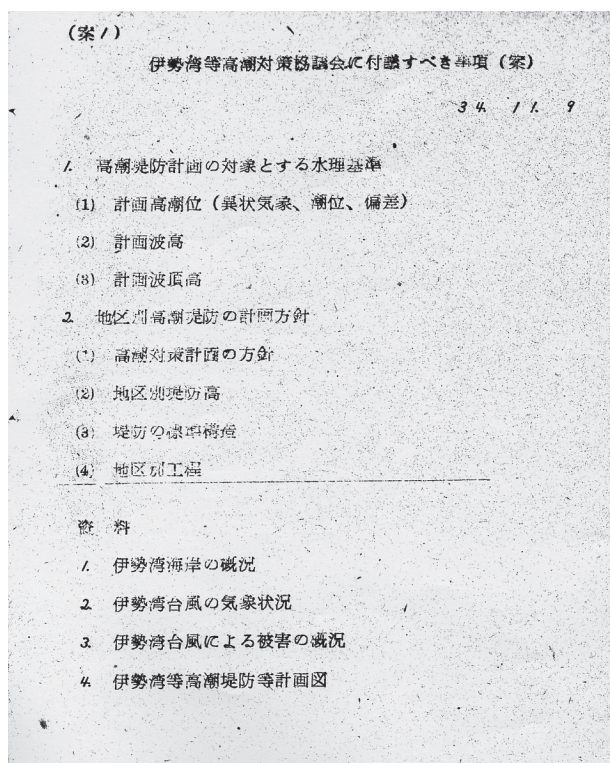 (案1)
伊勢湾等高潮対策協議会に付議すべき事項(案)
34. 11. 9
1. 高潮堤防計画の対象とする水理基準
(1) 計画高潮位(異状気象、潮位、偏差)
(2) 計画波高
(3) 計画波頂高
2. 地区別高潮堤防の計画方針
(1) 高潮対策計画の方針
(2) 地区別堤防高
(3) 堤防の標準構造
(4) 地区別工程
資料
1. 伊勢湾海岸の概況
2. 伊勢湾台風の気象状況
3. 伊勢湾台風による被害の概況
4. 伊勢湾等高潮堤防等計画図